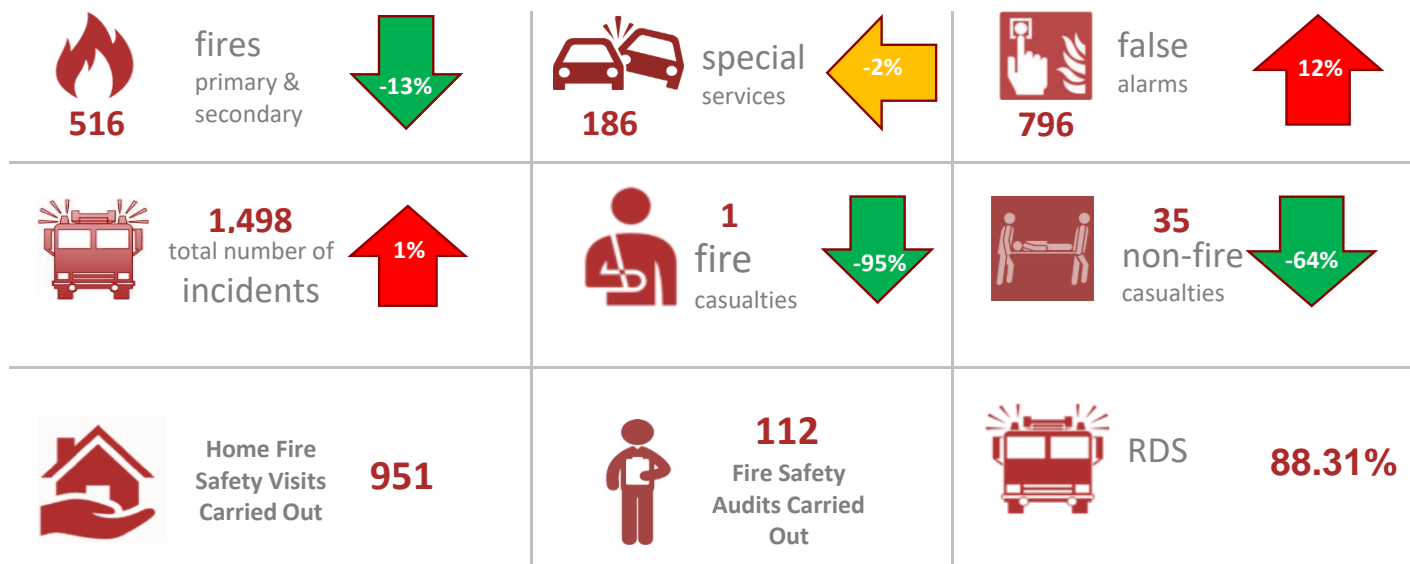 fires
primary &
secondary
516
-13%
special
services
186
-2%
false
alarms
796
12%
1,498
total number of
incidents
1%
1
fire
casualties
-95%
35
non-fire
casualties
-64%
Home Fire
Safety Visits
Carried Out
951
112
Fire Safety
Audits Carried
Out
RDS
88.31%